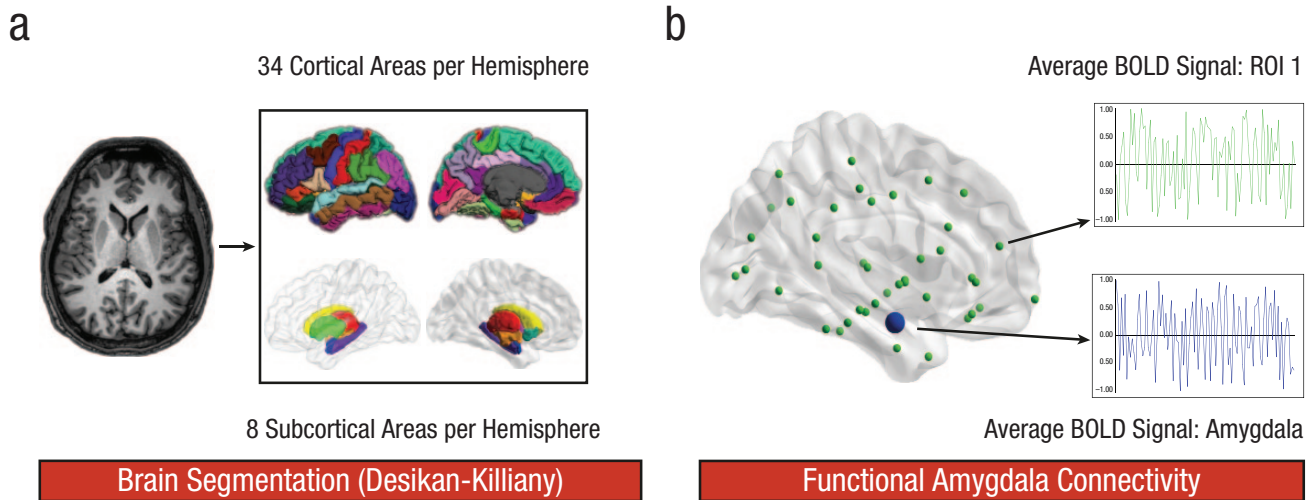 a
34 Cortical Areas per Hemisphere
8 Subcortical Areas per Hemisphere
Brain Segmentation (Desikan-Killiany)
b
Average BOLD Signal: ROI 1
1.00
0.50
0.00
0.50
–1.00
1.00
0.50
0.00
0.50
–1.00
Average BOLD Signal: Amygdala
Functional Amygdala Connectivity